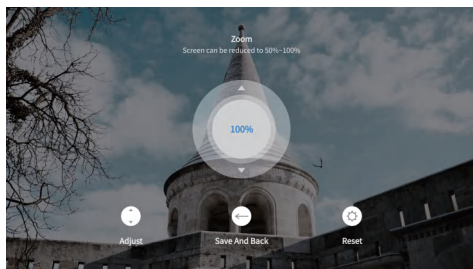 Zoom
Screen can be reduced to 50%~100%
100%
Adjust
Save And Back
Reset